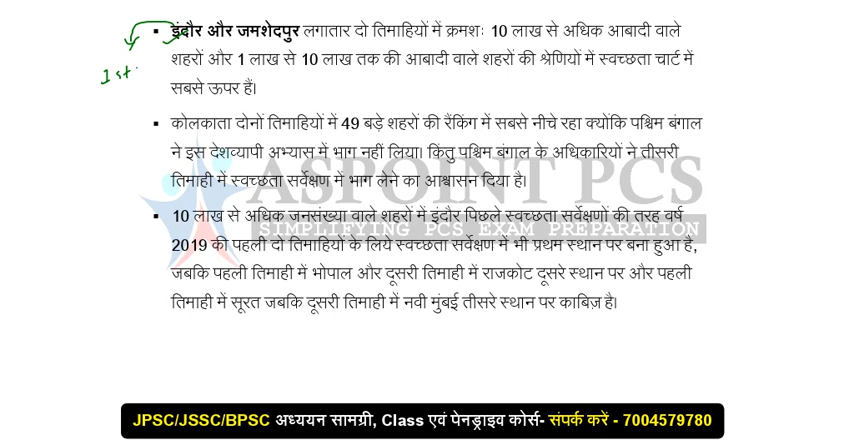 ▪ इंदौर और जमशेदपुर लगातार दो तिमाहियों में क्रमशः 10 लाख से अधिक आबादी वाले
शहरों और 1 लाख से 10 लाख तक की आबादी वाले शहरों की श्रेणियों में स्वच्छता चार्ट में
1st.
सबसे ऊपर हैं।
▪ कोलकाता दोनों तिमाहियों में 49 बड़े शहरों की रैंकिंग में सबसे नीचे रहा क्योंकि पश्चिम बंगाल
ने इस देशव्यापी अभ्यास में भाग नहीं लिया। किंतु पश्चिम बंगाल के अधिकारियों ने तीसरी
ASPOINT PCS
तिमाही में स्वच्छता सर्वेक्षण में भाग लेने का आश्वासन दिया है।
▪ 10 लाख से अधिक जनसंख्या वाले शहरों में इंदौर पिछले स्वच्छता सर्वेक्षणों की तरह वर्ष
SIMPLIFYING PCS EXAM PREPARATION
2019 की पहली दो तिमाहियों के लिये स्वच्छता सर्वेक्षण में भी प्रथम स्थान पर बना हुआ है,
जबकि पहली तिमाही में भोपाल और दूसरी तिमाही में राजकोट दूसरे स्थान पर और पहली
तिमाही में सूरत जबकि दूसरी तिमाही में नवी मुंबई तीसरे स्थान पर काबिज़ है।
JPSC/JSSC/BPSC अध्ययन सामग्री, Class एवं पेनड्राइव कोर्स- संपर्क करें - 7004579780